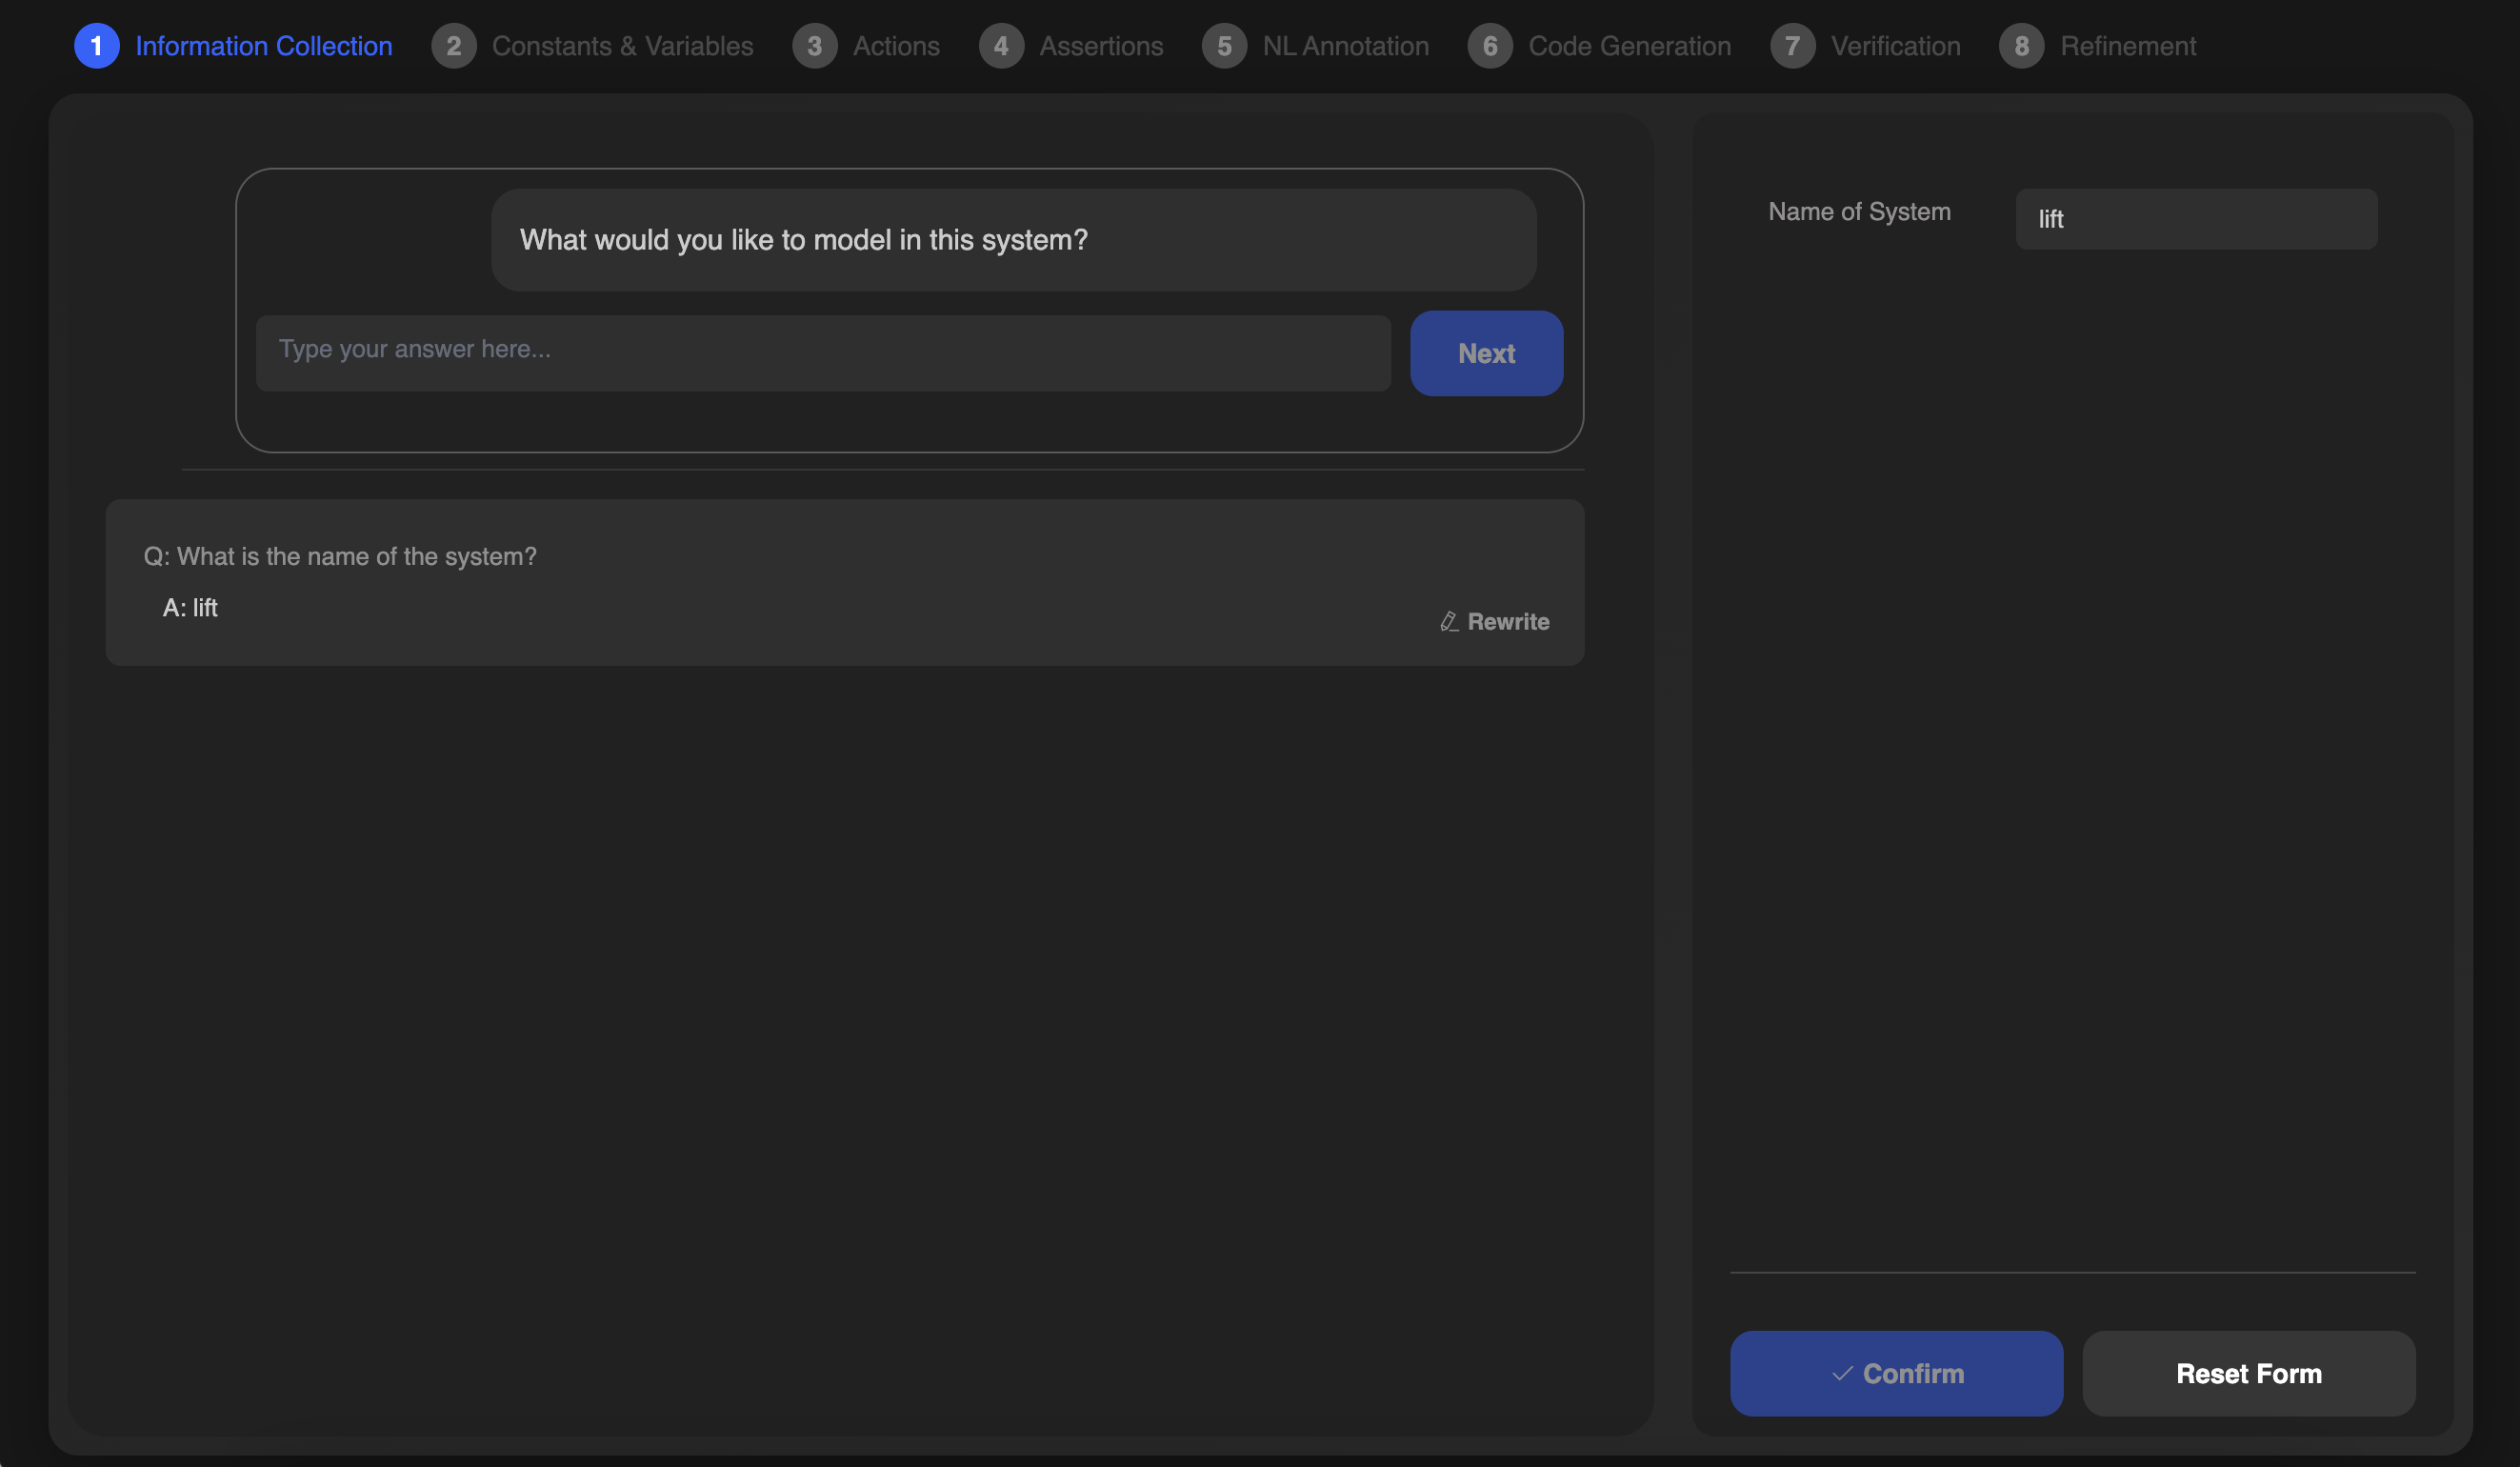 1 Information Collection 2 Constants & Variables 3 Actions 4 Assertions 5 NL Annotation 6 Code Generation 7 Verification 8 Refinement
What would you like to model in this system?
Type your answer here...
Next
Q: What is the name of the system?
A: lift
Rewrite
Name of System
lift
Confirm
Reset Form